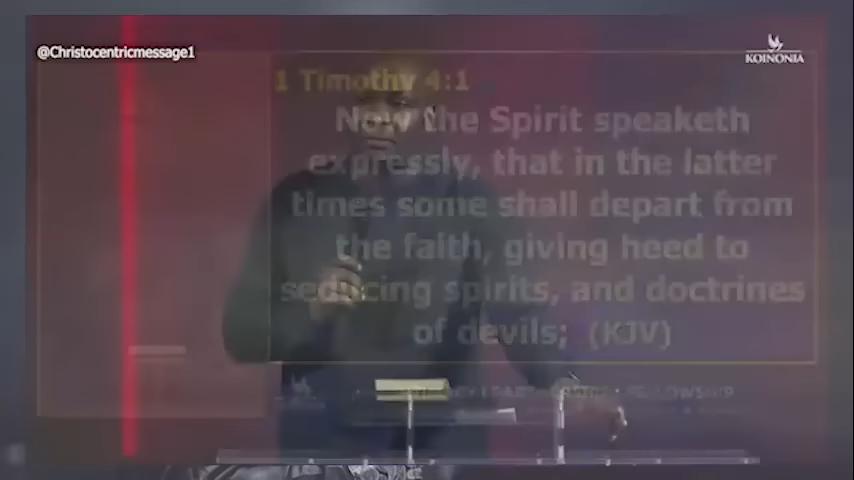 @Christocentricmessage1
KOINONIA
1 Timothy 4:1
Now the Spirit speaketh
expressly, that in the latter
times some shall depart from
the faith, giving heed to
seducing spirits, and doctrines
of devils; (KJV)
FELLOWSHIP